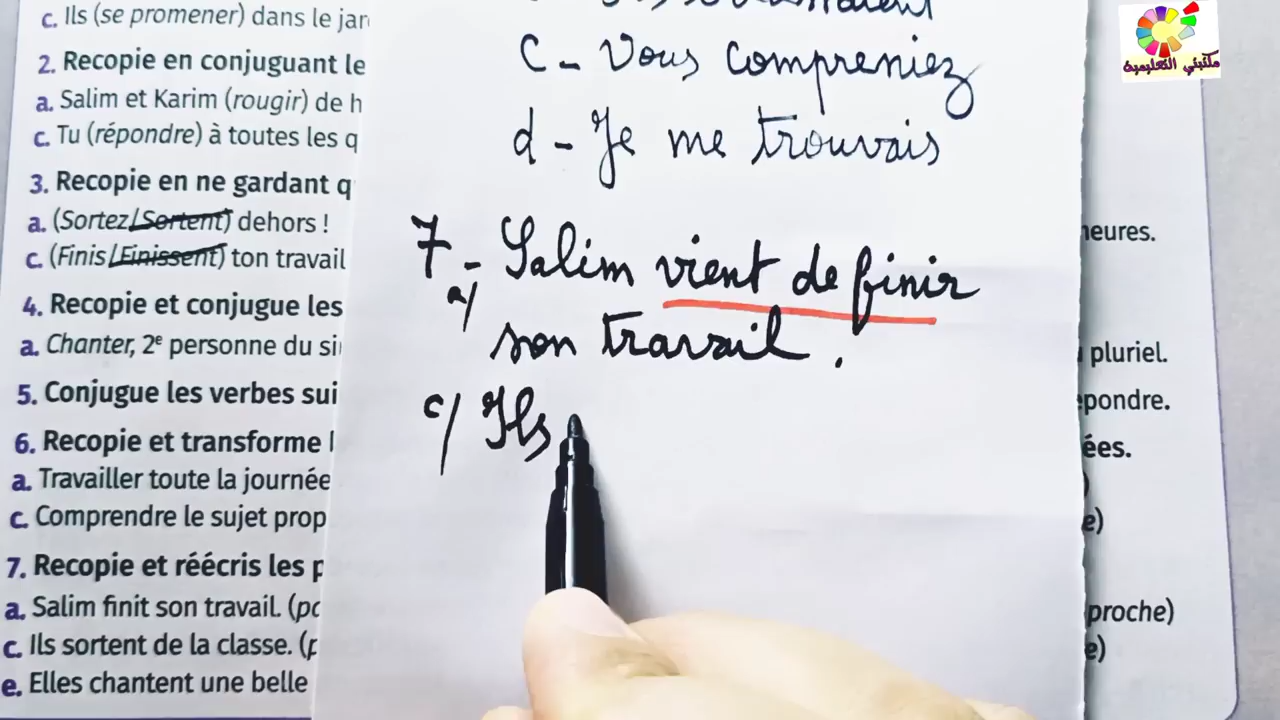 c. Ils (se promener) dans le jar
2. Recopie en conjuguant le
a. Salim et Karim (rougir) de h
c. Tu (répondre) à toutes les q
3. Recopie en ne gardant q
a. (Sortez/Sortent) dehors !
c. (Finis/Finissent) ton travail
4. Recopie et conjugue les
a. Chanter, 2e personne du si
5. Conjugue les verbes sui
6. Recopie et transforme l
a. Travailler toute la journée
c. Comprendre le sujet prop
7. Recopie et réécris les p
a. Salim finit son travail. (pa
c. Ils sortent de la classe. (p
e. Elles chantent une belle
c - Vous compreniez
d - Je me trouvais
7 - Salim vient de finir
a/ son travail.
c/ Ils
heures.
pluriel.
pondre.
ées.
e)
proche)
e)
مكتبتي التعليمية